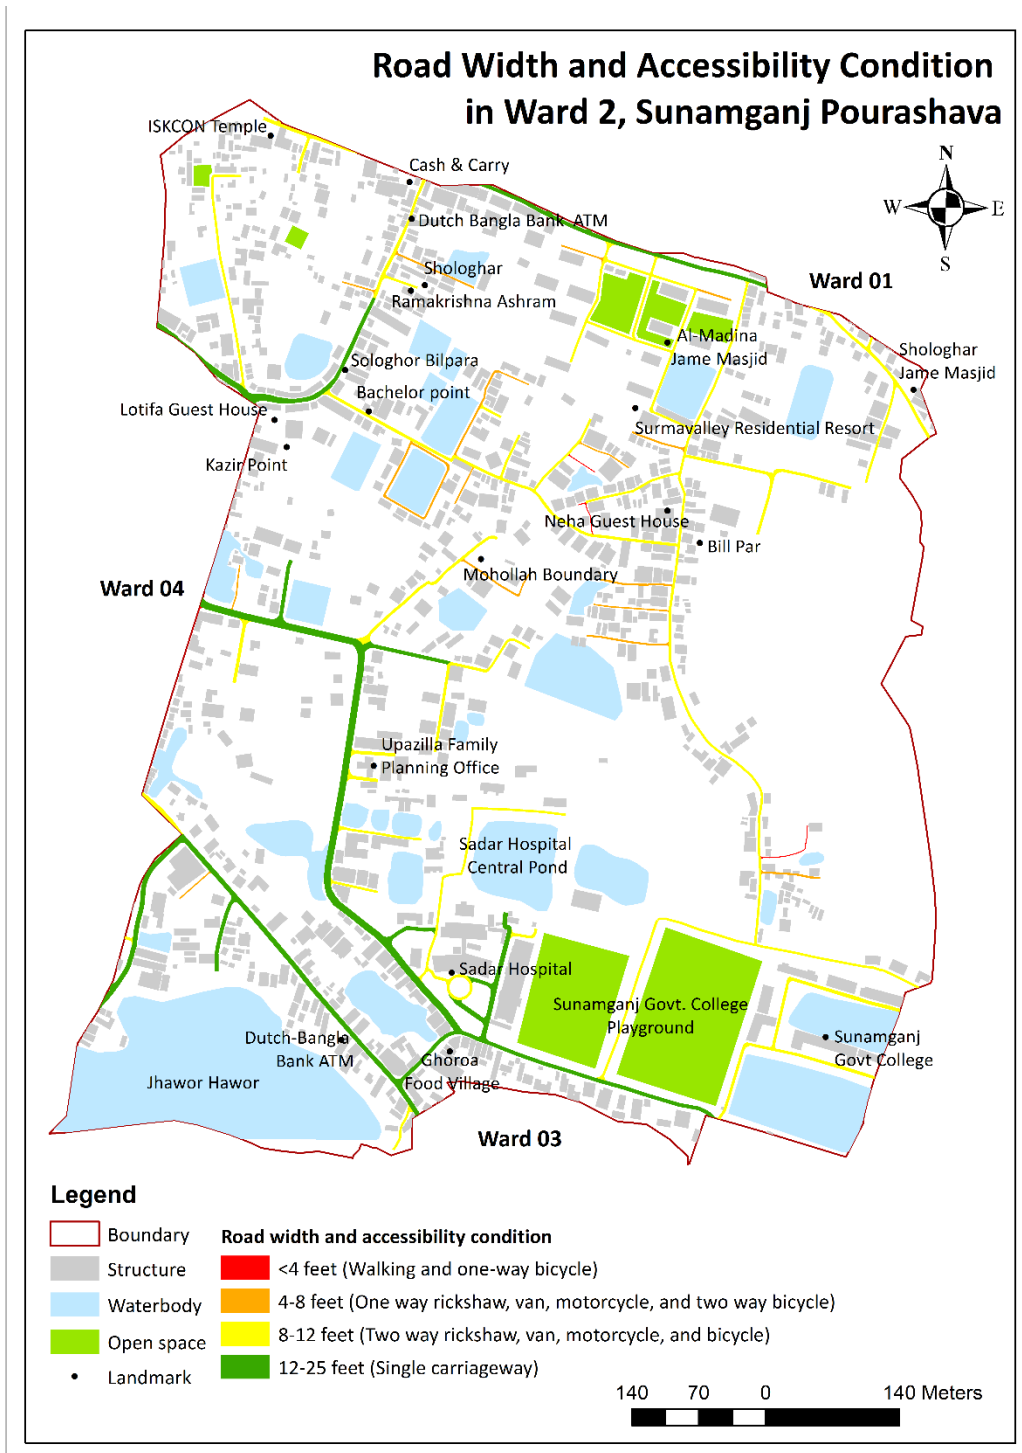 Road Width and Accessibility Condition
in Ward 2, Sunamganj Pourashava
N
W
E
S
ISKCON Temple
Cash & Carry
Dutch Bangla Bank ATM
Shologhar
Ramakrishna Ashram
Ward 01
Al-Madina
Jame Masjid
Shologhar
Jame Masjid
Sologhor Bilpara
Bachelor point
Lotifa Guest House
Surmavalley Residential Resort
Kazir Point
Neha Guest House
Bill Par
Mohollah Boundary
Ward 04
Upazilla Family
Planning Office
Sadar Hospital
Central Pond
Sadar Hospital
Sunamganj Govt. College
Playground
Sunamganj
Govt College
Dutch-Bangla
Bank ATM
Ghoroa
Food Village
Jhawor Hawor
Ward 03
Legend
Boundary
Structure
Waterbody
Open space
Landmark
Road width and accessibility condition
<4 feet (Walking and one-way bicycle)
4-8 feet (One way rickshaw, van, motorcycle, and two way bicycle)
8-12 feet (Two way rickshaw, van, motorcycle, and bicycle)
12-25 feet (Single carriageway)
140 70 0 140 Meters